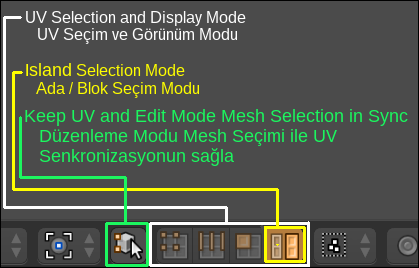 UV Selection and Display Mode
UV Seçim ve Görünüm Modu
Island Selection Mode
Ada / Blok Seçim Modu
Keep UV and Edit Mode Mesh Selection in Sync
Düzenleme Modu Mesh Seçimi ile UV
Senkronizasyonun sağla